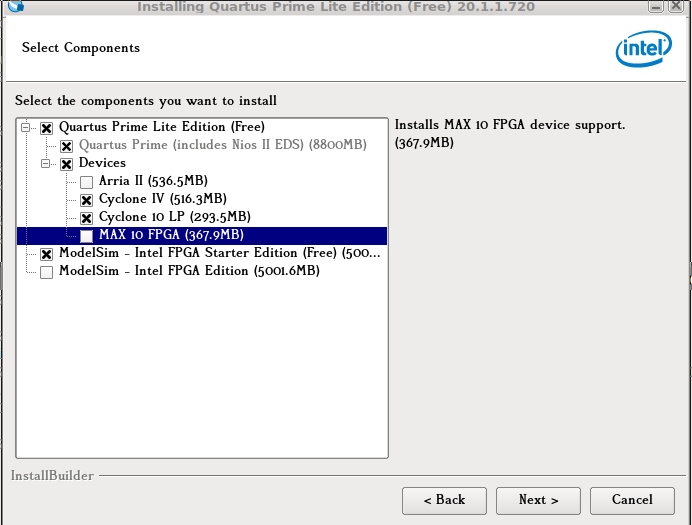 Installing Quartus Prime Lite Edition (Free) 20.1.1.720
Select Components
intel
Select the components you want to install
Quartus Prime Lite Edition (Free)
Quartus Prime (includes Nios II EDS) (8800MB)
Devices
Arria II (536.5MB)
Cyclone IV (516.3MB)
Cyclone 10 LP (293.5MB)
MAX 10 FPGA (367.9MB)
ModelSim - Intel FPGA Starter Edition (Free) (500...
ModelSim - Intel FPGA Edition (5001.6MB)
Installs MAX 10 FPGA device support.
(367.9MB)
InstallBuilder
< Back
Next >
Cancel